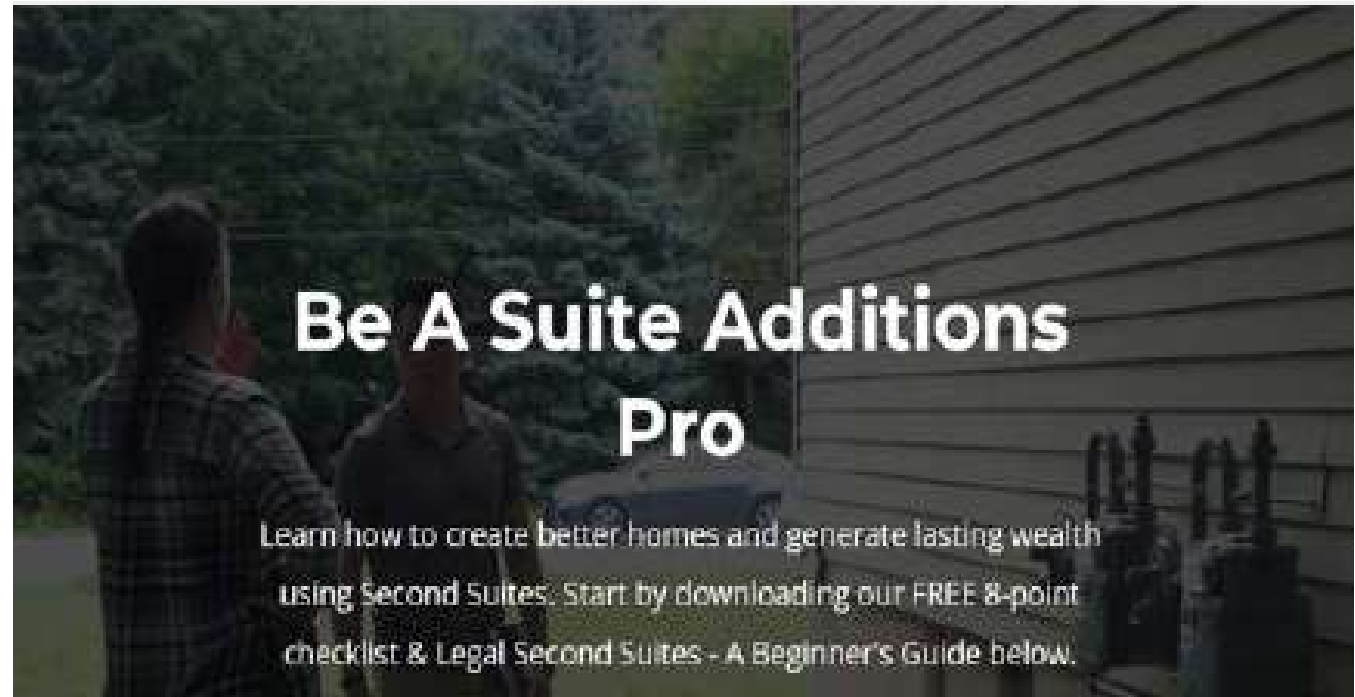 Be A Suite Additions
Pro
Learn how to create better homes and generate lasting wealth
using Second Suites. Start by downloading our FREE 8-point
checklist & Legal Second Suites - A Beginner's Guide below.